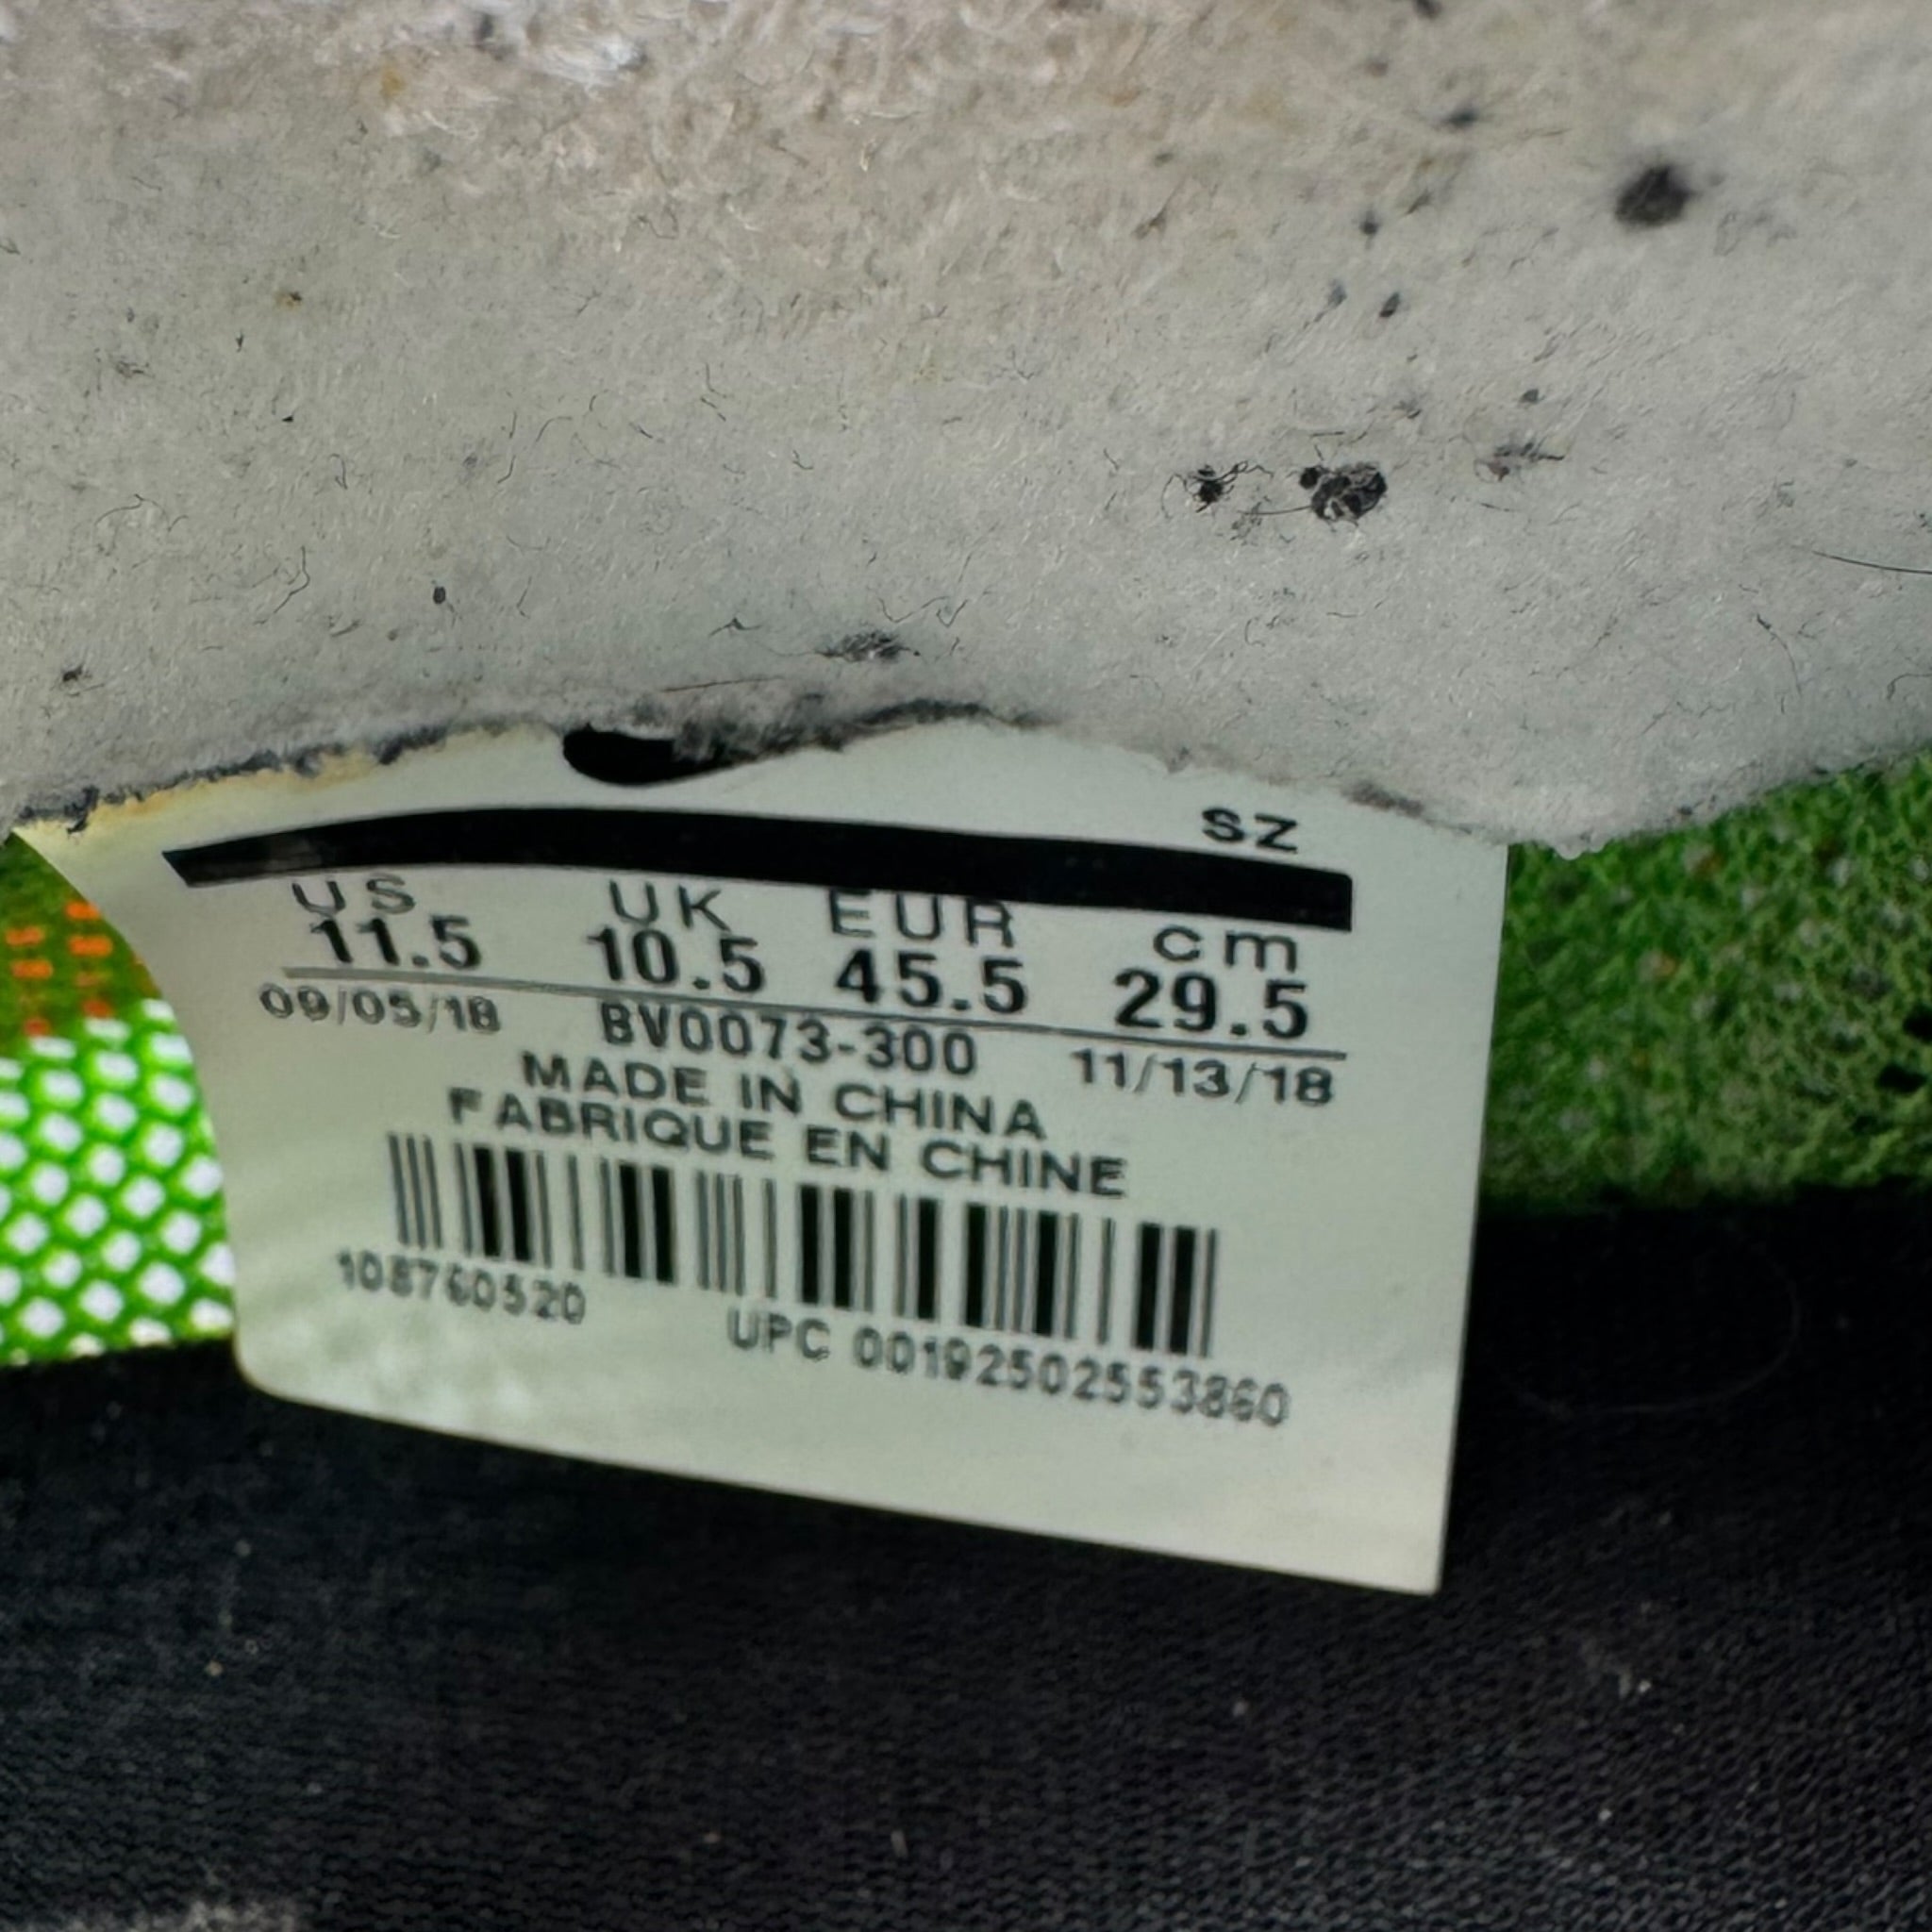 SZ
US UK EUR cm
11.5 10.5 45.5 29.5
09/05/18 BV0073-300 11/13/18
MADE IN CHINA
FABRIQUE EN CHINE
108760520 UPC 00192502553860